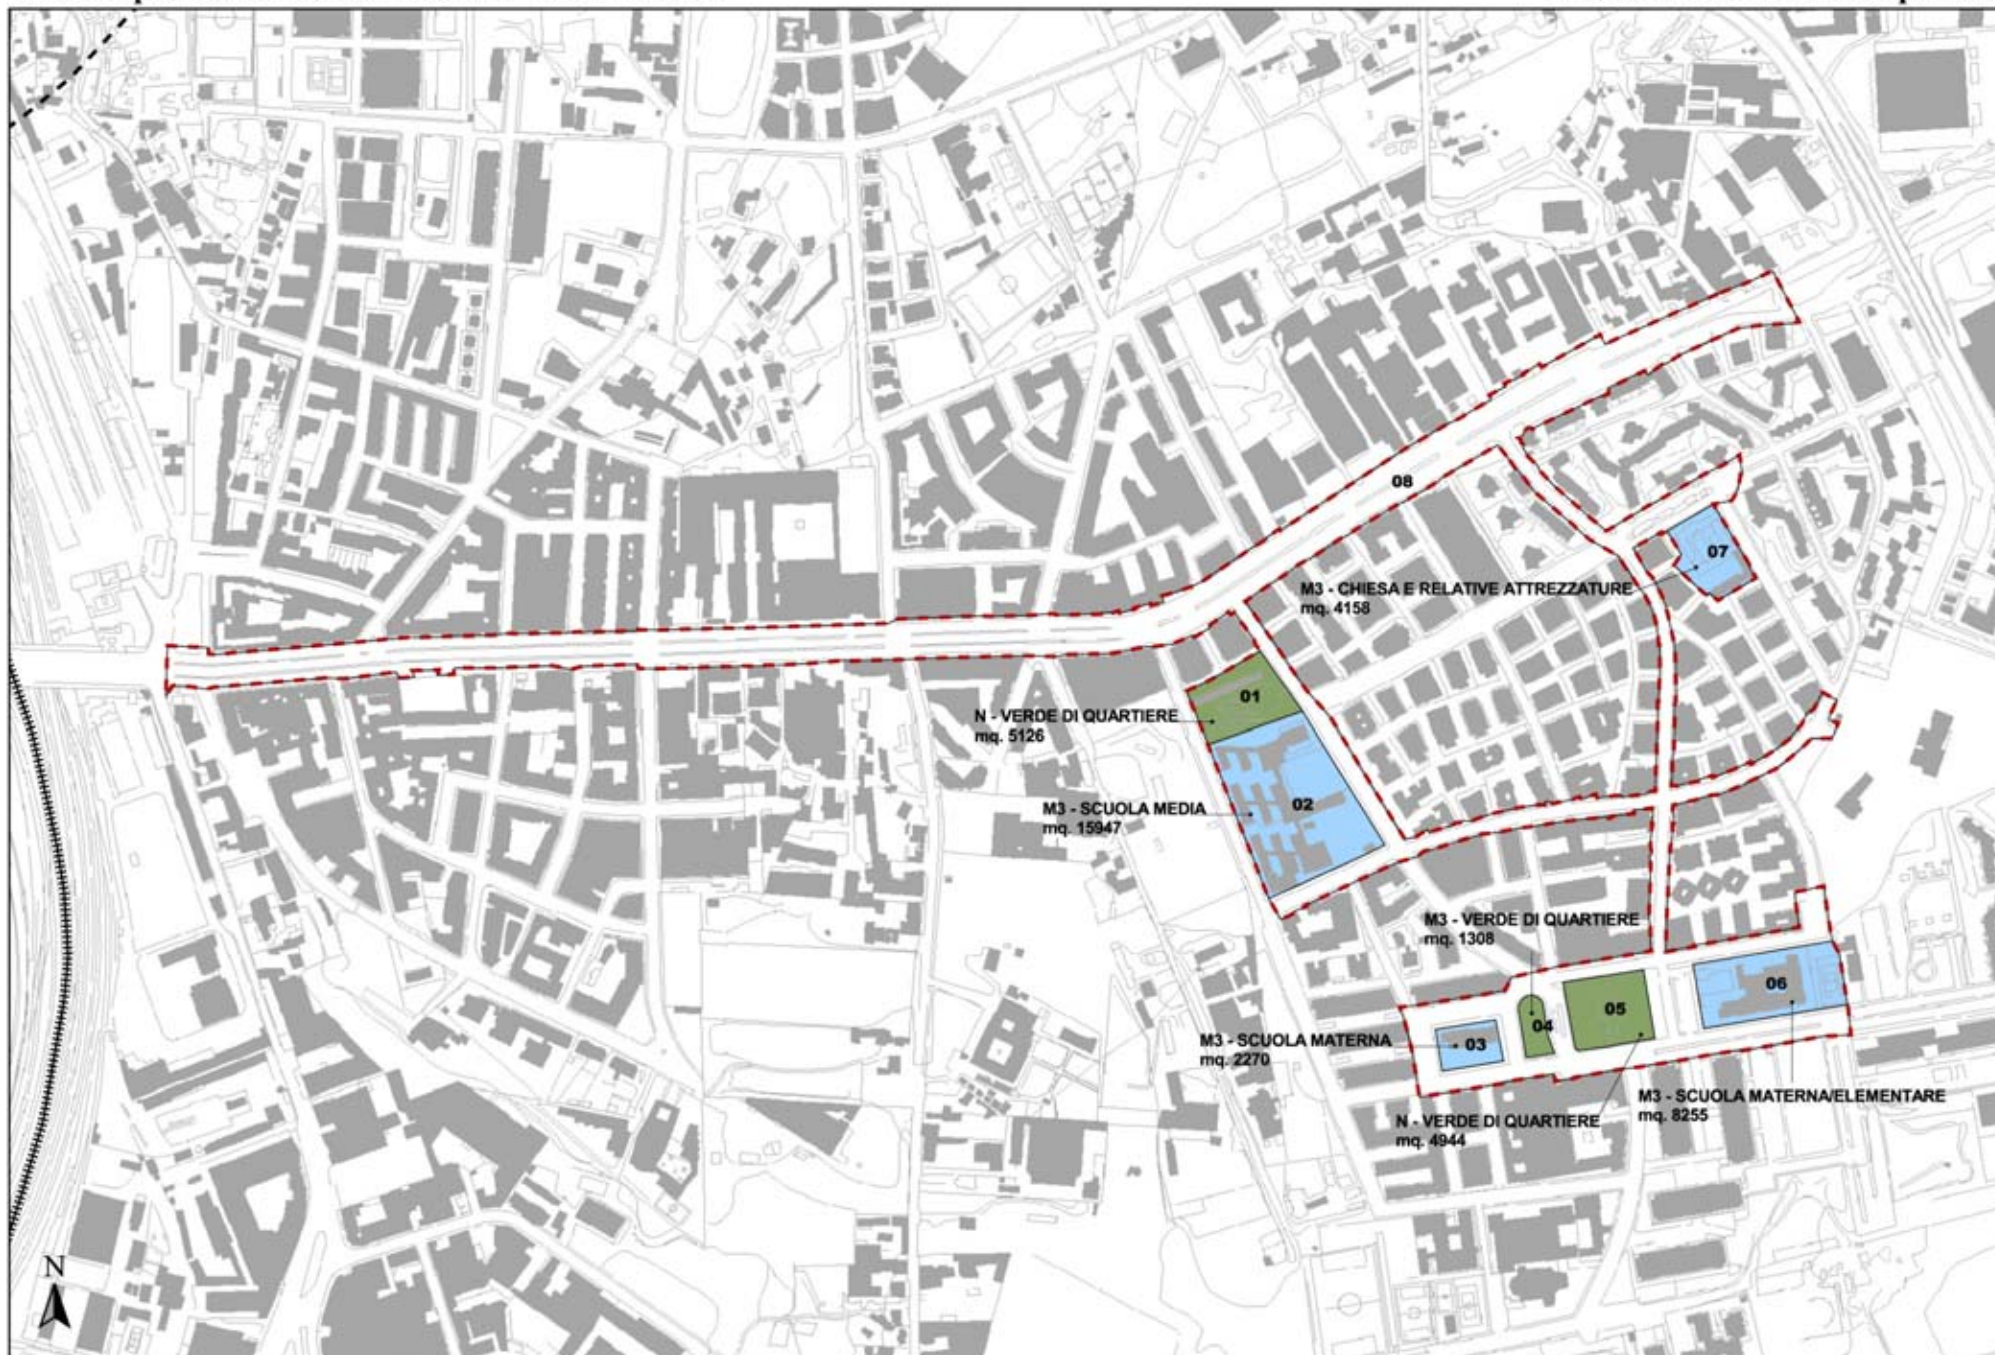 08
07
M3 - CHIESA E RELATIVE ATTREZZATURE
mq. 4158
01
N - VERDE DI QUARTIERE
mq. 5126
02
M3 - SCUOLA MEDIA
mq. 15947
M3 - VERDE DI QUARTIERE
mq. 1308
06
05
04
03
M3 - SCUOLA MATERNA
mq. 2270
M3 - SCUOLA MATERNA/ELEMENTARE
mq. 8255
N - VERDE DI QUARTIERE
mq. 4944
N